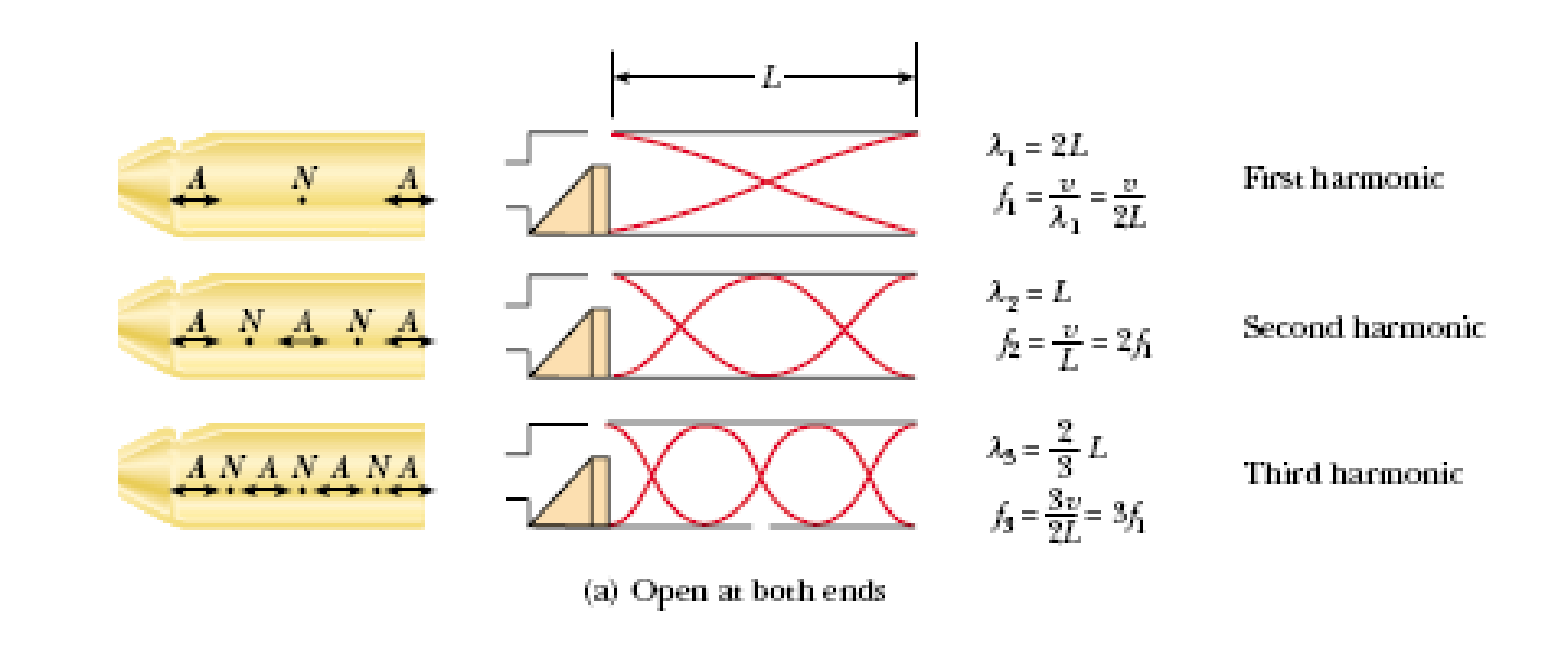 L
A N A
λ₁ = 2L
f₁ = v/λ₁ = v/2L
First harmonic
A N A N A
λ₂ = L
f₂ = v/L = 2f₁
Second harmonic
A N A N A N A
λ₃ = 2/3 L
f₃ = 3v/2L = 3f₁
Third harmonic
(a) Open at both ends